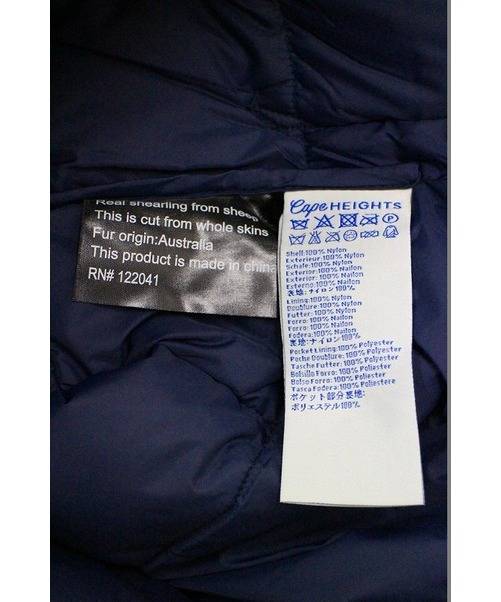 Real shearling from sheep
This is cut from whole skins
Fur origin:Australia
This product is made in china
RN# 122041
Cape HEIGHTS
Shell:100% Nylon
Exterieur:100% Nylon
Schale:100% Nylon
Exterior:100% Nailon
Exterior:100% Nailon
Esterno:100% Nailon
表地:ナイロン100%
Lining:100% Nylon
Doublure:100% Nylon
Futter:100% Nylon
Forro:100% Nailon
Forro:100% Nailon
Fodera:100% Nailon
裏地:ナイロン100%
Pocket Lining:100% Polyester
Poche Doublure:100% Polyester
Tasche Futter:100% Polyester
Bolsillo Forro:100% Poliester
Bolso Forro:100% Poliester
Tasca Fodera:100% Poliestere
ポケット部分裏地:
ポリエステル100%